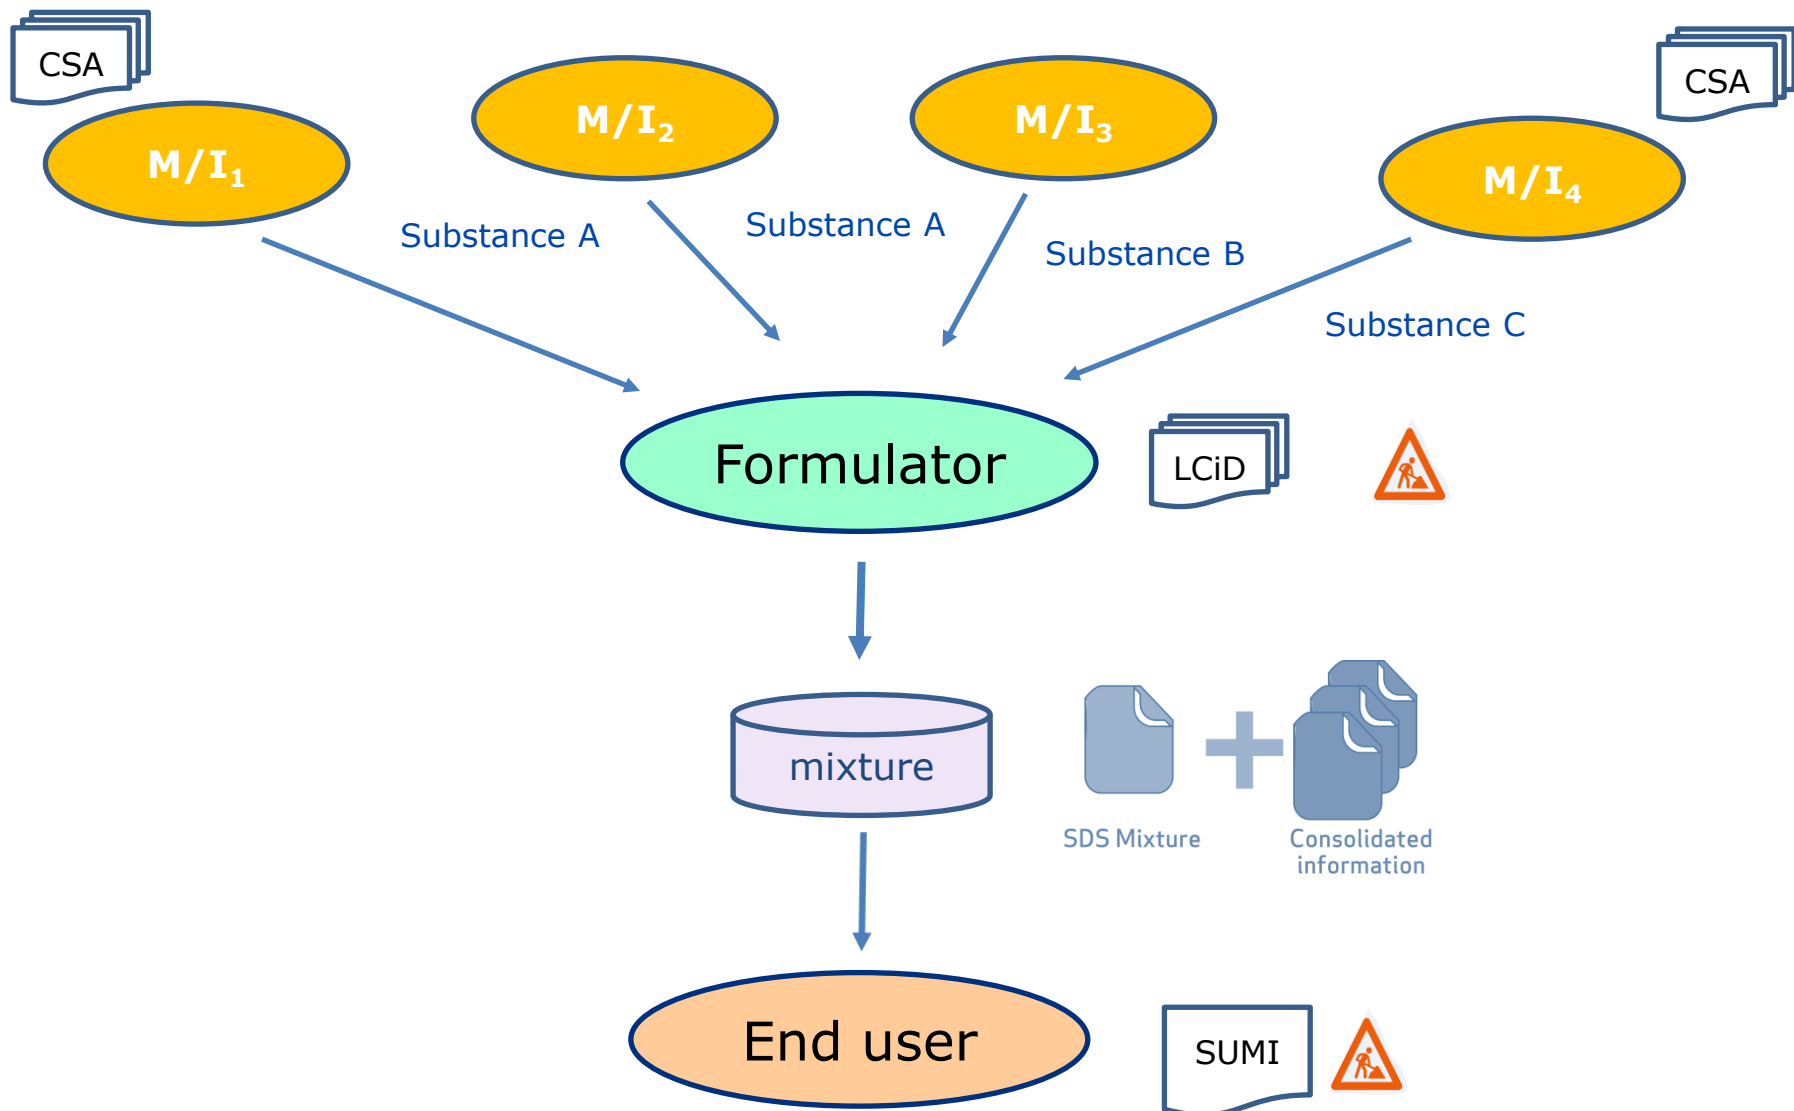 CSA
CSA
M/I₁
M/I₂
M/I₃
M/I₄
Substance A
Substance A
Substance B
Substance C
Formulator
LCiD
mixture
SDS Mixture
Consolidated
information
End user
SUMI